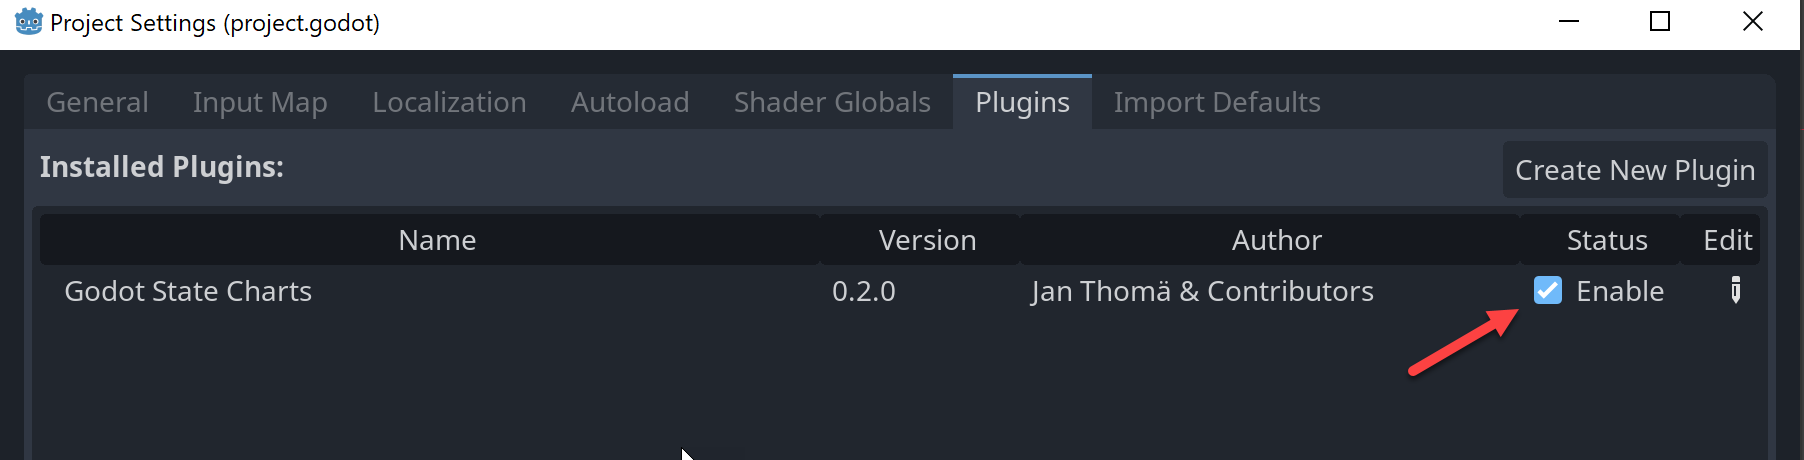 Project Settings (project.godot)
General Input Map Localization Autoload Shader Globals Plugins Import Defaults
Installed Plugins: Create New Plugin
Name Version Author Status Edit
Godot State Charts 0.2.0 Jan Thomä & Contributors Enable